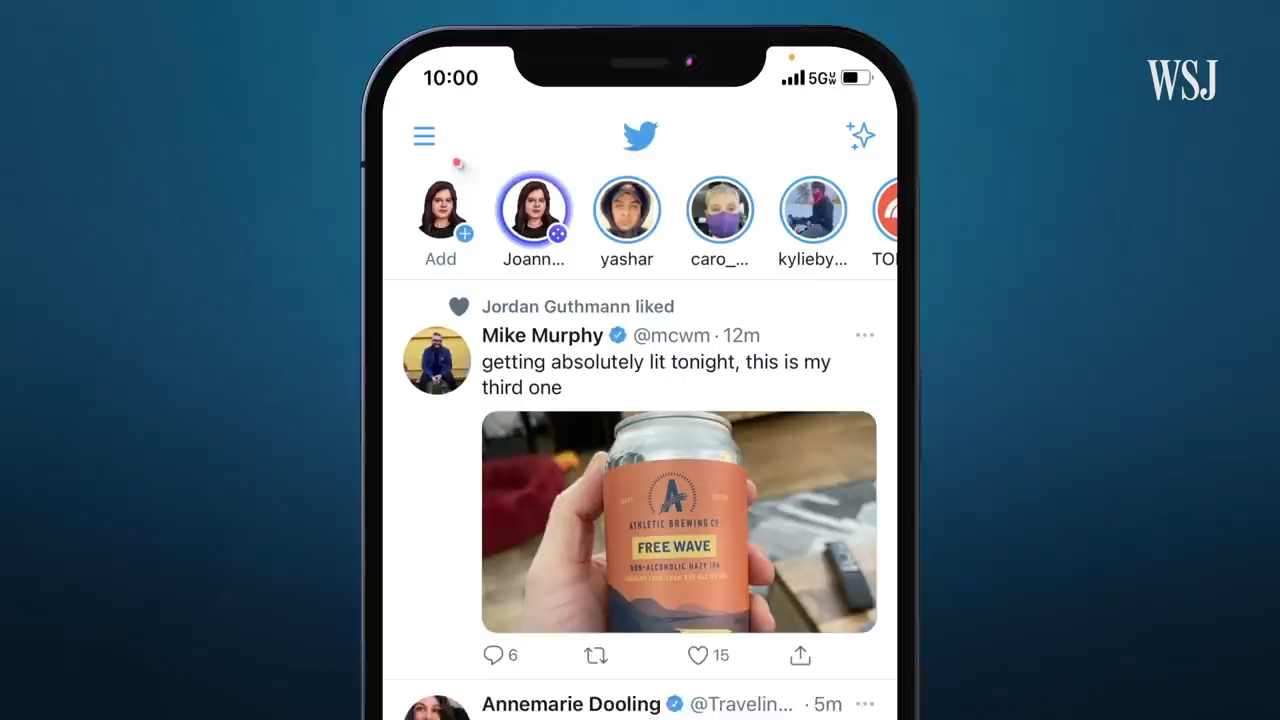 10:00
5GUW
WSJ
Add
Joann...
yashar
caro_...
kylieby...
TO
Jordan Guthmann liked
Mike Murphy @mcwm · 12m
getting absolutely lit tonight, this is my
third one
A
ATHLETIC BREWING CO
FREE WAVE
NON-ALCOHOLIC HAZY IPA
6
15
Annemarie Dooling @Travelin... · 5m